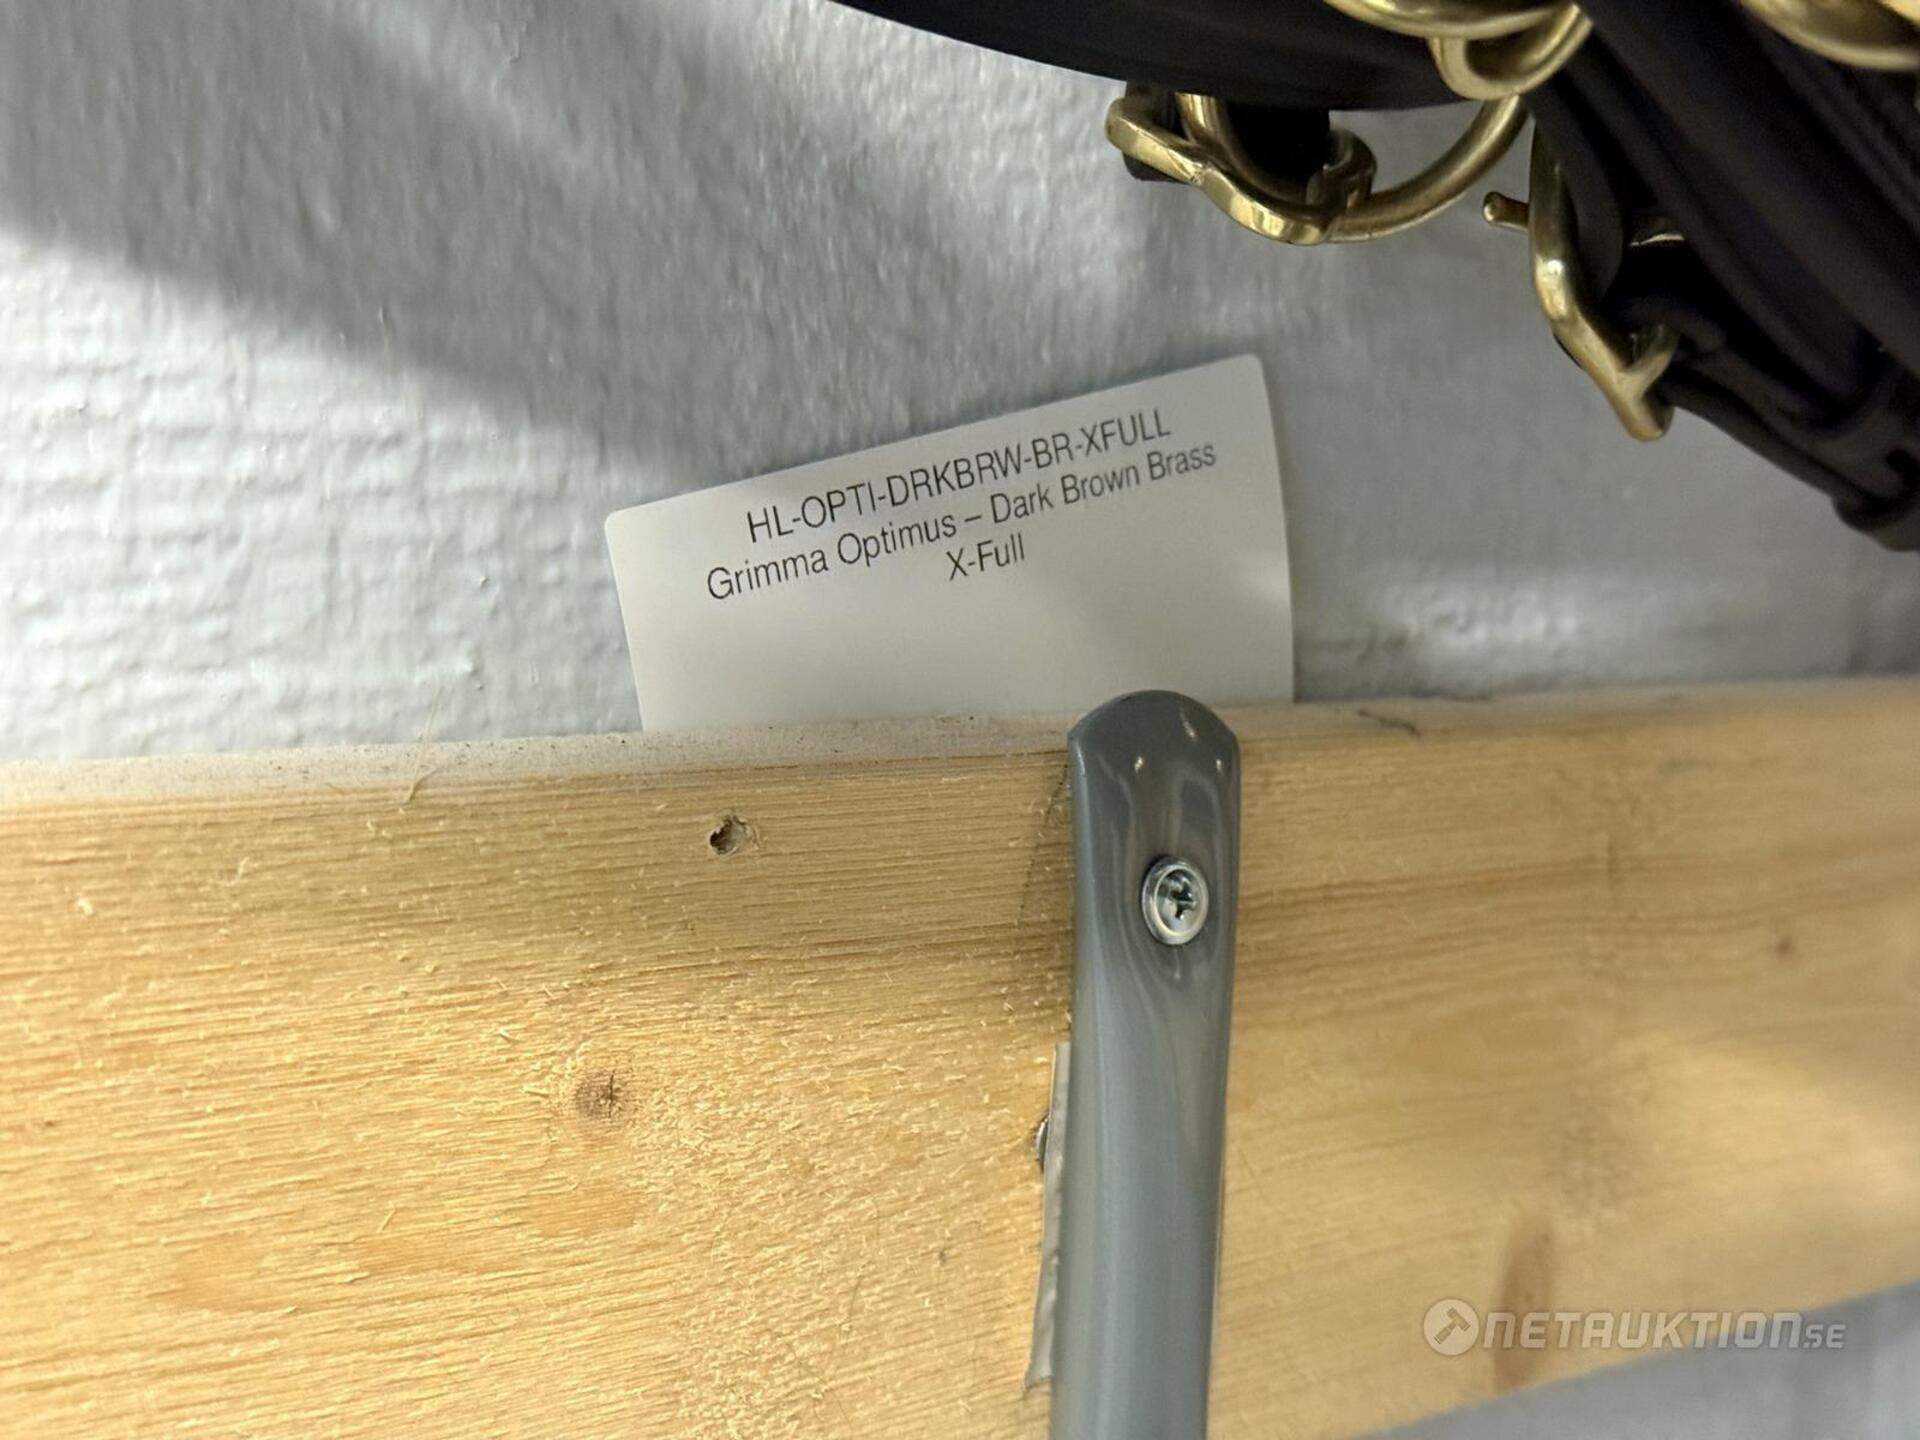 HL-OPTI-DRKBRW-BR-XFULL
Grimma Optimus – Dark Brown Brass
X-Full
NETAUKTION.SE